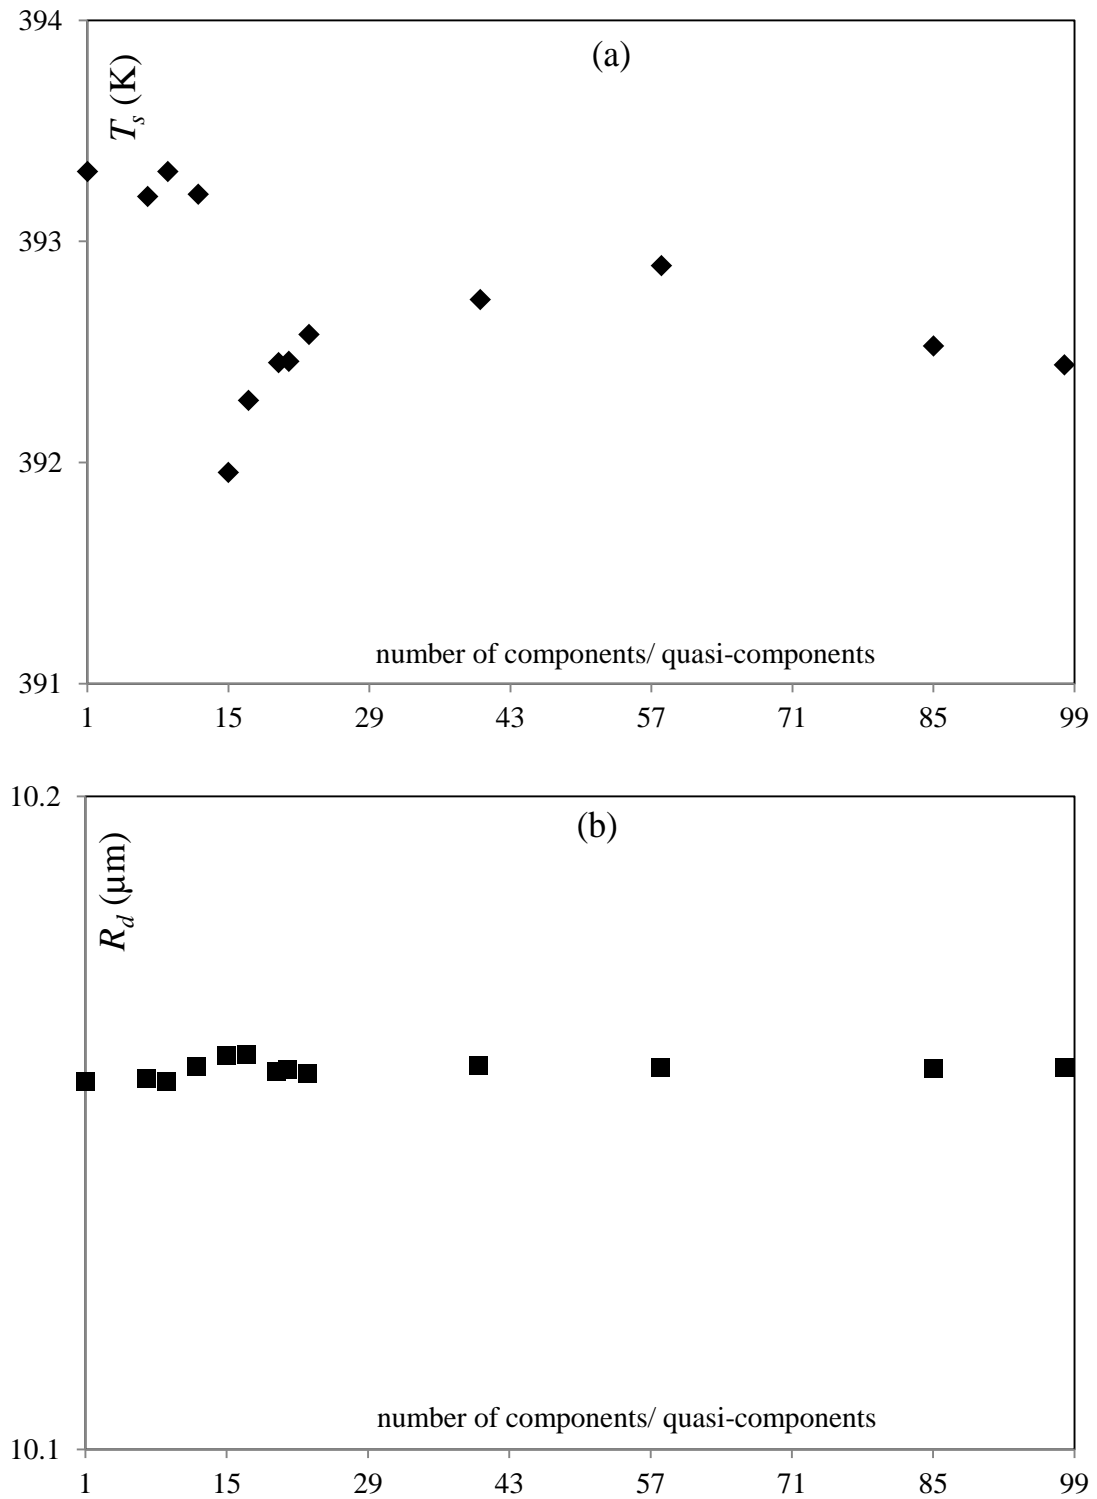 394
(a)
T_s (K)
393
392
number of components/ quasi-components
391
1 15 29 43 57 71 85 99
10.2
(b)
R_d (μm)
number of components/ quasi-components
10.1
1 15 29 43 57 71 85 99